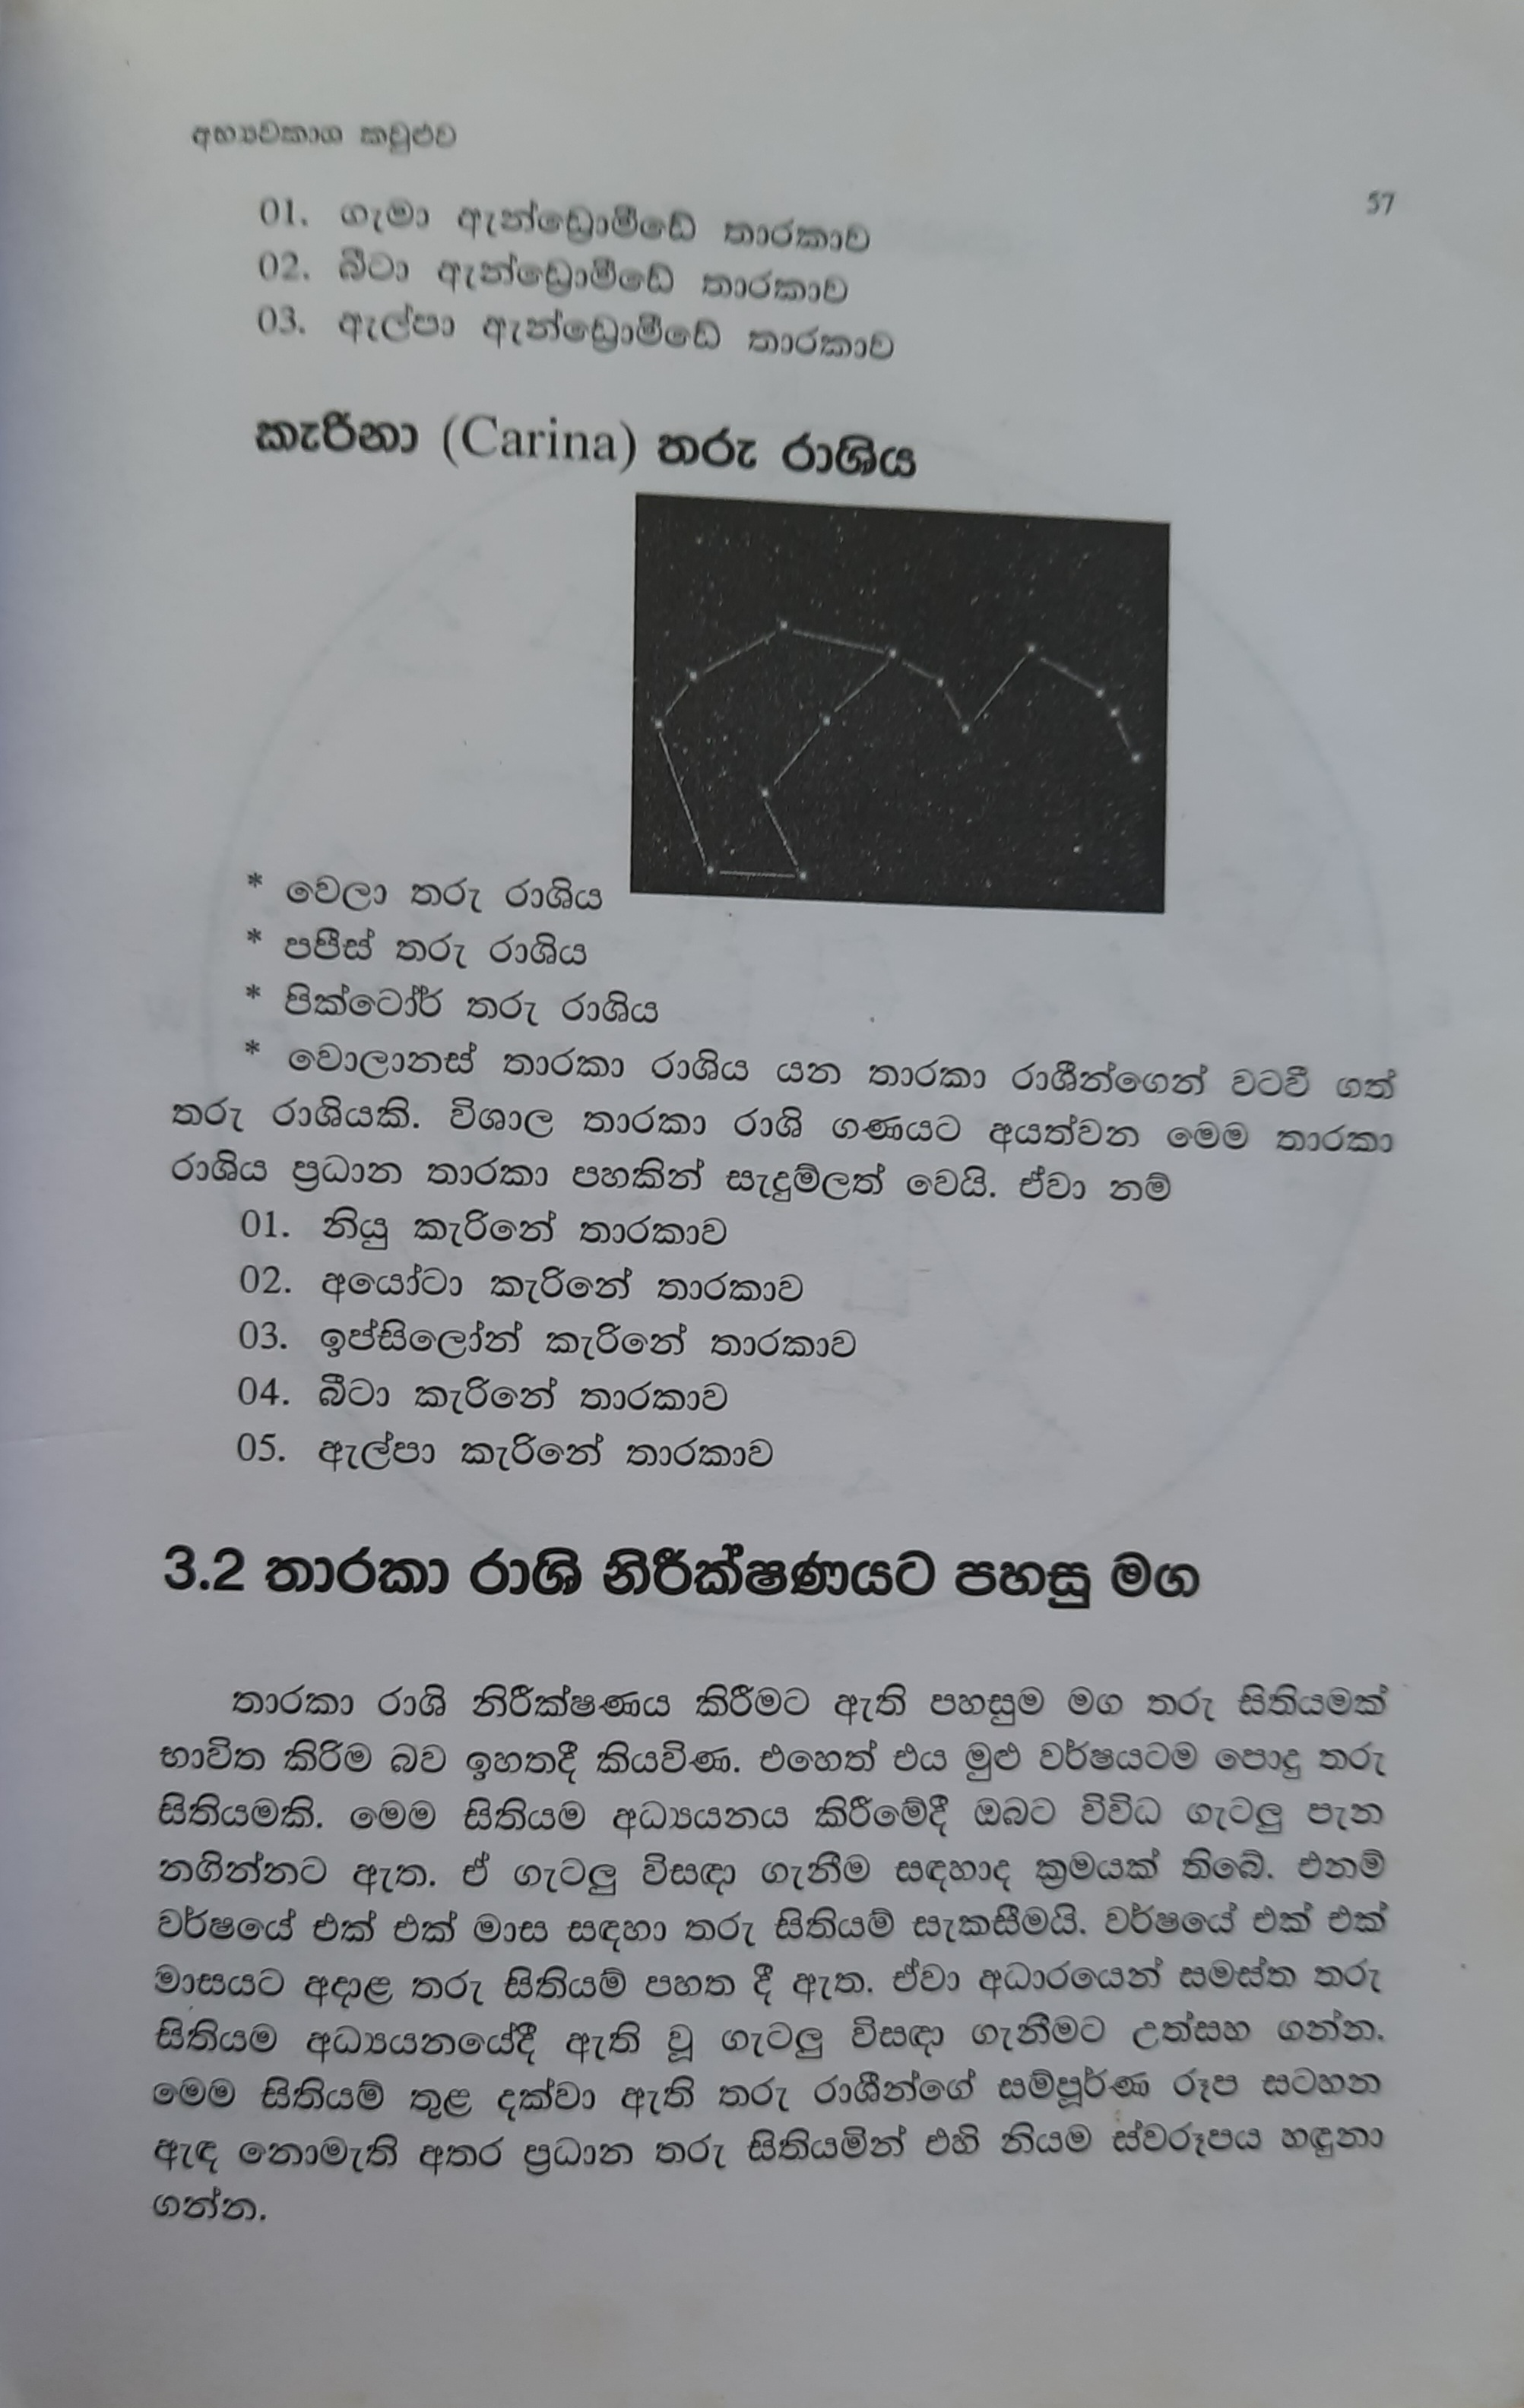 අභ්‍යවකාශ කවුළුව
57
01. ගැමා ඇන්ඩ්‍රොමීඩේ තාරකාව
02. බීටා ඇන්ඩ්‍රොමීඩේ තාරකාව
03. ඇල්පා ඇන්ඩ්‍රොමීඩේ තාරකාව
කැරීනා (Carina) තරු රාශිය
* වෙලා තරු රාශිය
* පපීස් තරු රාශිය
* පික්ටෝර් තරු රාශිය
* වොලානස් තාරකා රාශිය යන තාරකා රාශීන්ගෙන් වටවී ගත්
තරු රාශියකි. විශාල තාරකා රාශි ගණයට අයත්වන මෙම තාරකා
රාශිය ප්‍රධාන තාරකා පහකින් සැදුම්ලත් වෙයි. ඒවා නම්
01. නියු කැරිනේ තාරකාව
02. අයෝටා කැරිනේ තාරකාව
03. ඉප්සිලෝන් කැරිනේ තාරකාව
04. බීටා කැරිනේ තාරකාව
05. ඇල්පා කැරිනේ තාරකාව
3.2 තාරකා රාශි නිරීක්ෂණයට පහසු මග
තාරකා රාශි නිරීක්ෂණය කිරීමට ඇති පහසුම මග තරු සිතියමක්
භාවිත කිරිම බව ඉහතදී කියවිණ. එහෙත් එය මුළු වර්ෂයටම පොදු තරු
සිතියමකි. මෙම සිතියම අධ්‍යයනය කිරීමේදී ඔබට විවිධ ගැටලු පැන
නගින්නට ඇත. ඒ ගැටලු විසඳා ගැනීම සඳහාද ක්‍රමයක් තිබේ. එනම්
වර්ෂයේ එක් එක් මාස සඳහා තරු සිතියම් සැකසීමයි. වර්ෂයේ එක් එක්
මාසයට අදාළ තරු සිතියම් පහත දී ඇත. ඒවා අධාරයෙන් සමස්ත තරු
සිතියම අධ්‍යයනයේදී ඇති වූ ගැටලු විසඳා ගැනීමට උත්සහ ගන්න.
මෙම සිතියම් තුළ දක්වා ඇති තරු රාශීන්ගේ සම්පූර්ණ රූප සටහන
ඇඳ නොමැති අතර ප්‍රධාන තරු සිතියමින් එහි නියම ස්වරූපය හඳුනා
ගන්න.